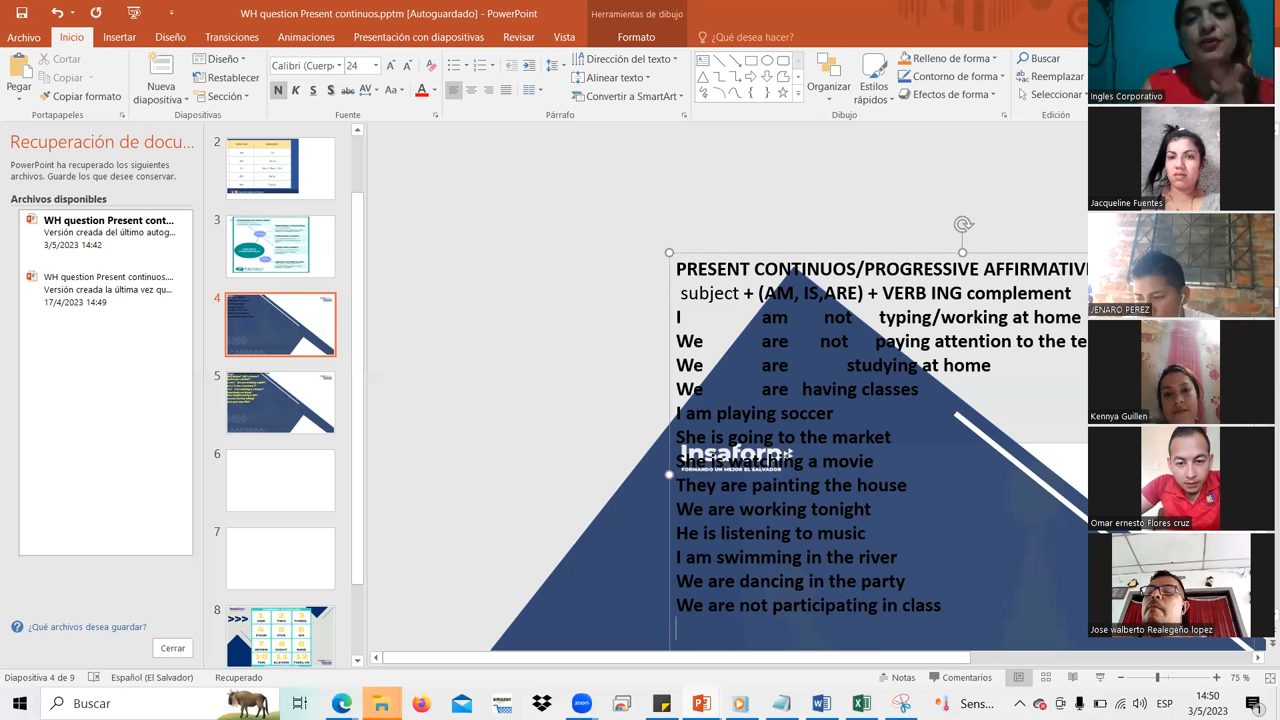 WH question Present continuos.pptm [Autoguardado] - PowerPoint
Herramientas de dibujo
Archivo Inicio Insertar Diseño Transiciones Animaciones Presentación con diapositivas Revisar Vista Formato ¿Qué desea hacer?
Pegar
Cortar
Copiar
Copiar formato
Portapapeles
Nueva diapositiva
Diseño
Restablecer
Sección
Diapositivas
Calibri (Cuerpo 24
N K S S abc AV Aa A
Fuente
Dirección del texto
Alinear texto
Convertir a SmartArt
Párrafo
Organizar
Estilos rápidos
Relleno de forma
Contorno de forma
Efectos de forma
Dibujo
Buscar
Reemplazar
Seleccionar
Edición
Recuperación de docu...
PowerPoint ha recuperado los siguientes
archivos. Guarde los que desee conservar.
Archivos disponibles
WH question Present cont...
Versión creada del último autog...
3/5/2023 14:42
WH question Present continuos....
Versión creada la última vez qu...
17/4/2023 14:49
¿Qué archivos desea guardar?
Cerrar
2
3
4
5
6
7
8
PRESENT CONTINUOS/PROGRESSIVE AFFIRMATIVE
subject + (AM, IS,ARE) + VERB ING complement
I am not typing/working at home
We are not paying attention to the te
We are studying at home
We are having classes
I am playing soccer
She is going to the market
She is watching a movie
They are painting the house
We are working tonight
He is listening to music
I am swimming in the river
We are dancing in the party
We are not participating in class
Insaforp
FORMANDO UN MEJOR EL SALVADOR
Ingles Corporativo
Jacqueline Fuentes
JENARO PEREZ
Kennya Guillen
Omar ernesto Flores cruz
Jose walberto Realegeño lopez
Diapositiva 4 de 9 Español (El Salvador) Recuperado Notas Comentarios 75 %
Buscar
Sens...
ESP
14:50
3/5/2023